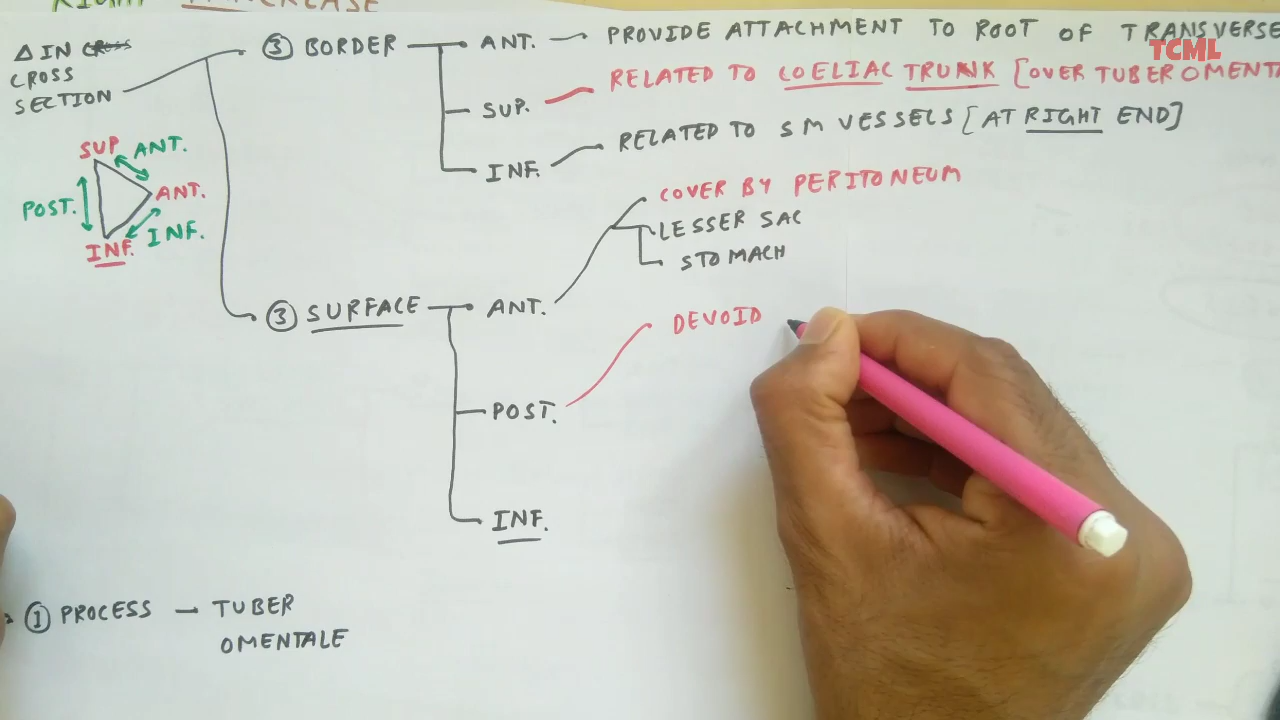 RIGHT
Δ IN
CROSS
SECTION
③ BORDER
ANT. — PROVIDE ATTACHMENT TO ROOT OF TRANSVERSE
TCML
SUP. — RELATED TO COELIAC TRUNK [OVER TUBER OMENTA
INF. — RELATED TO SM VESSELS [AT RIGHT END]
SUP ANT.
POST. ANT.
INF. INF.
③ SURFACE
ANT.
COVER BY PERITONEUM
LESSER SAC
STOMACH
POST.
DEVOID
INF.
① PROCESS — TUBER
OMENTALE